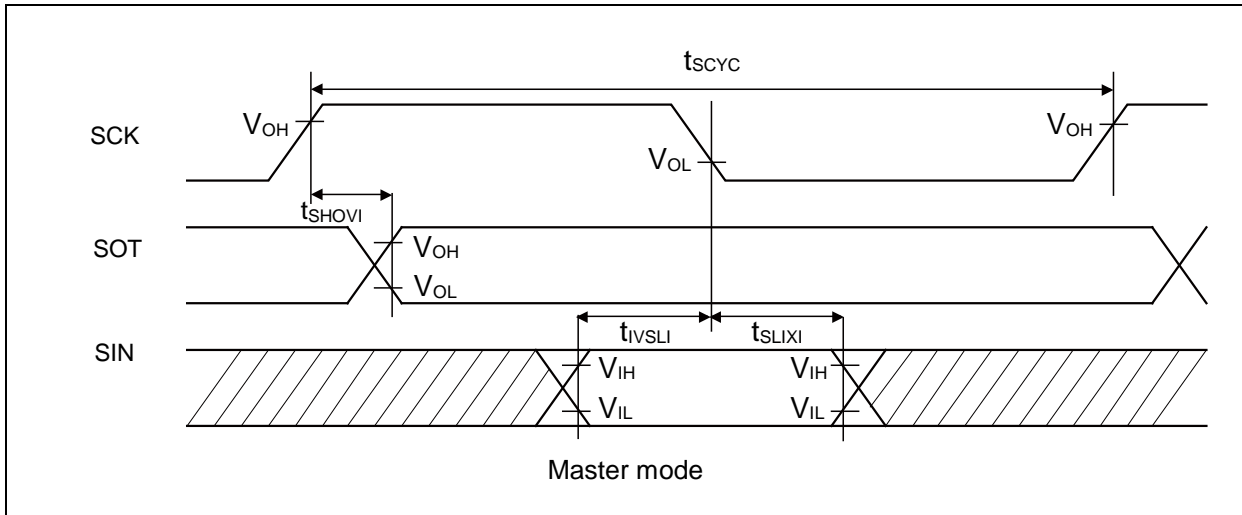 tSCYC
SCK
VOH
VOL
VOH
tSHOVI
SOT
VOH
VOL
tIVSLI
tSLIXI
SIN
VIH
VIL
VIH
VIL
Master mode